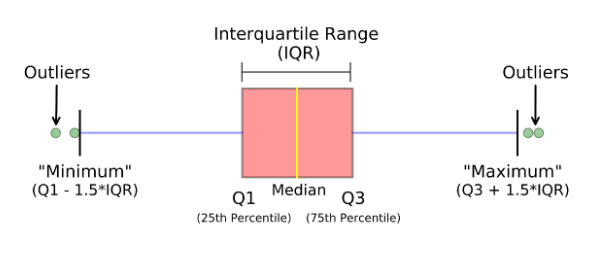 Interquartile Range
(IQR)
Outliers
Outliers
"Minimum"
(Q1 - 1.5*IQR)
"Maximum"
(Q3 + 1.5*IQR)
Q1
Median
Q3
(25th Percentile)
(75th Percentile)